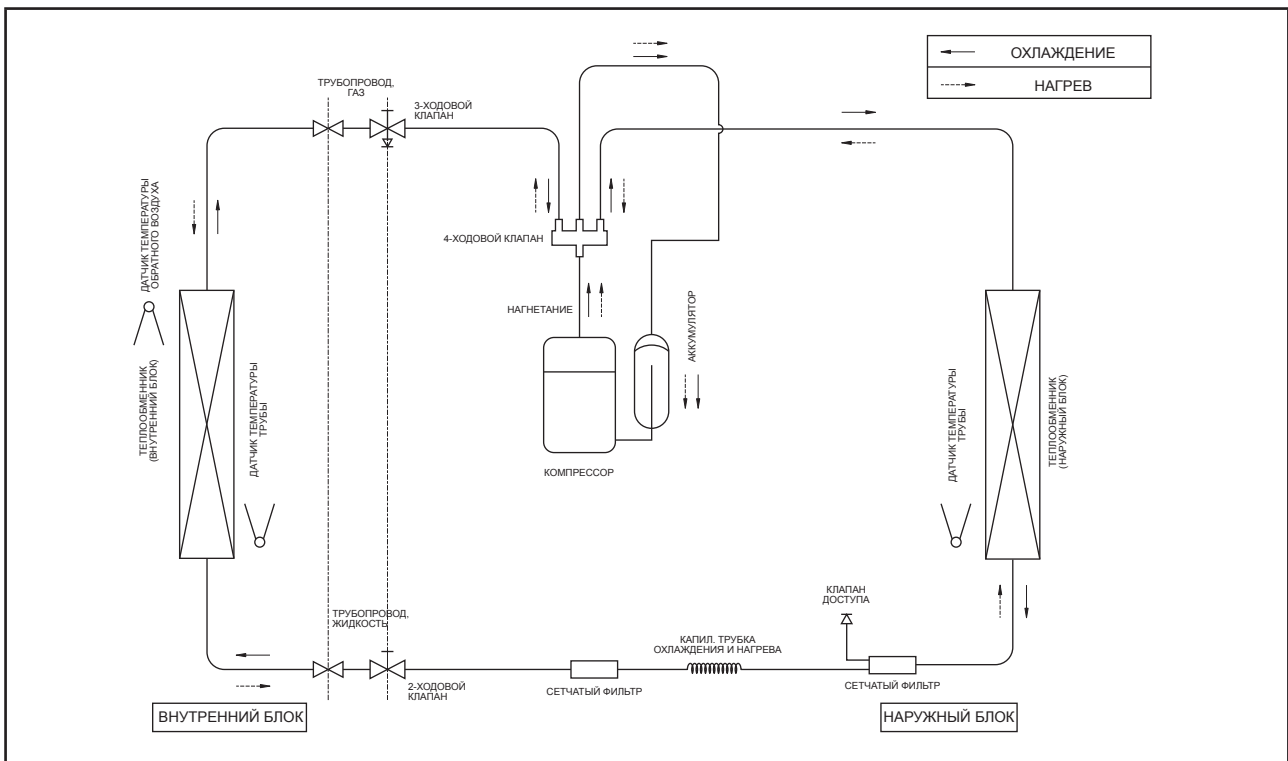 ОХЛАЖДЕНИЕ
НАГРЕВ
ТРУБОПРОВОД,
ГАЗ
3-ХОДОВОЙ
КЛАПАН
ДАТЧИК ТЕМПЕРАТУРЫ
ОБРАТНОГО ВОЗДУХА
4-ХОДОВОЙ КЛАПАН
НАГНЕТАНИЕ
АККУМУЛЯТОР
ТЕПЛООБМЕННИК
(ВНУТРЕННИЙ БЛОК)
ДАТЧИК ТЕМПЕРАТУРЫ
ТРУБЫ
КОМПРЕССОР
ДАТЧИК ТЕМПЕРАТУРЫ
ТРУБЫ
ТЕПЛООБМЕННИК
(НАРУЖНЫЙ БЛОК)
ТРУБОПРОВОД,
ЖИДКОСТЬ
2-ХОДОВОЙ
КЛАПАН
СЕТЧАТЫЙ ФИЛЬТР
КАПИЛ. ТРУБКА
ОХЛАЖДЕНИЯ И НАГРЕВА
КЛАПАН
ДОСТУПА
СЕТЧАТЫЙ ФИЛЬТР
ВНУТРЕННИЙ БЛОК
НАРУЖНЫЙ БЛОК